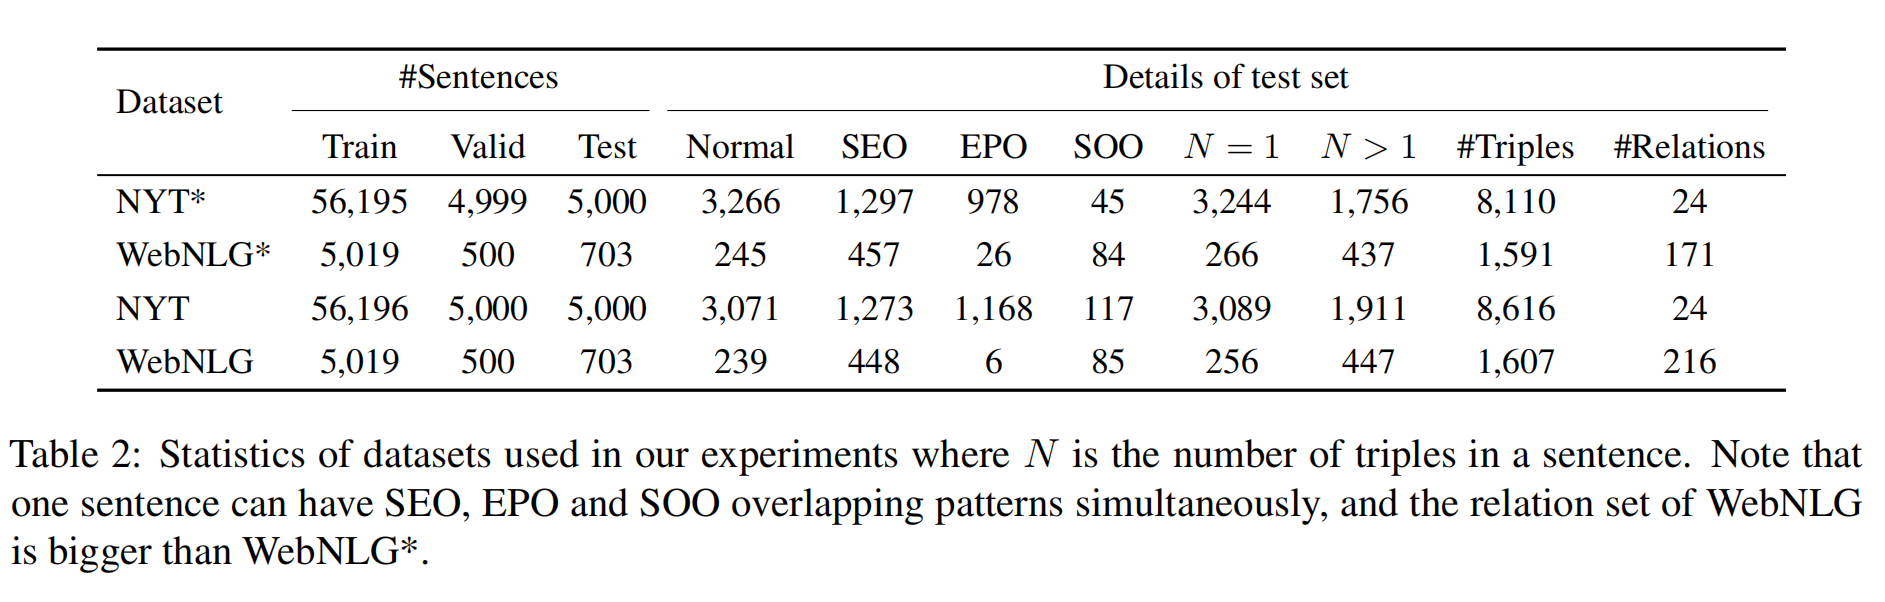 #Sentences Details of test set
Dataset
Train Valid Test Normal SEO EPO SOO N = 1 N > 1 #Triples #Relations
NYT* 56,195 4,999 5,000 3,266 1,297 978 45 3,244 1,756 8,110 24
WebNLG* 5,019 500 703 245 457 26 84 266 437 1,591 171
NYT 56,196 5,000 5,000 3,071 1,273 1,168 117 3,089 1,911 8,616 24
WebNLG 5,019 500 703 239 448 6 85 256 447 1,607 216
Table 2: Statistics of datasets used in our experiments where N is the number of triples in a sentence. Note that
one sentence can have SEO, EPO and SOO overlapping patterns simultaneously, and the relation set of WebNLG
is bigger than WebNLG*.